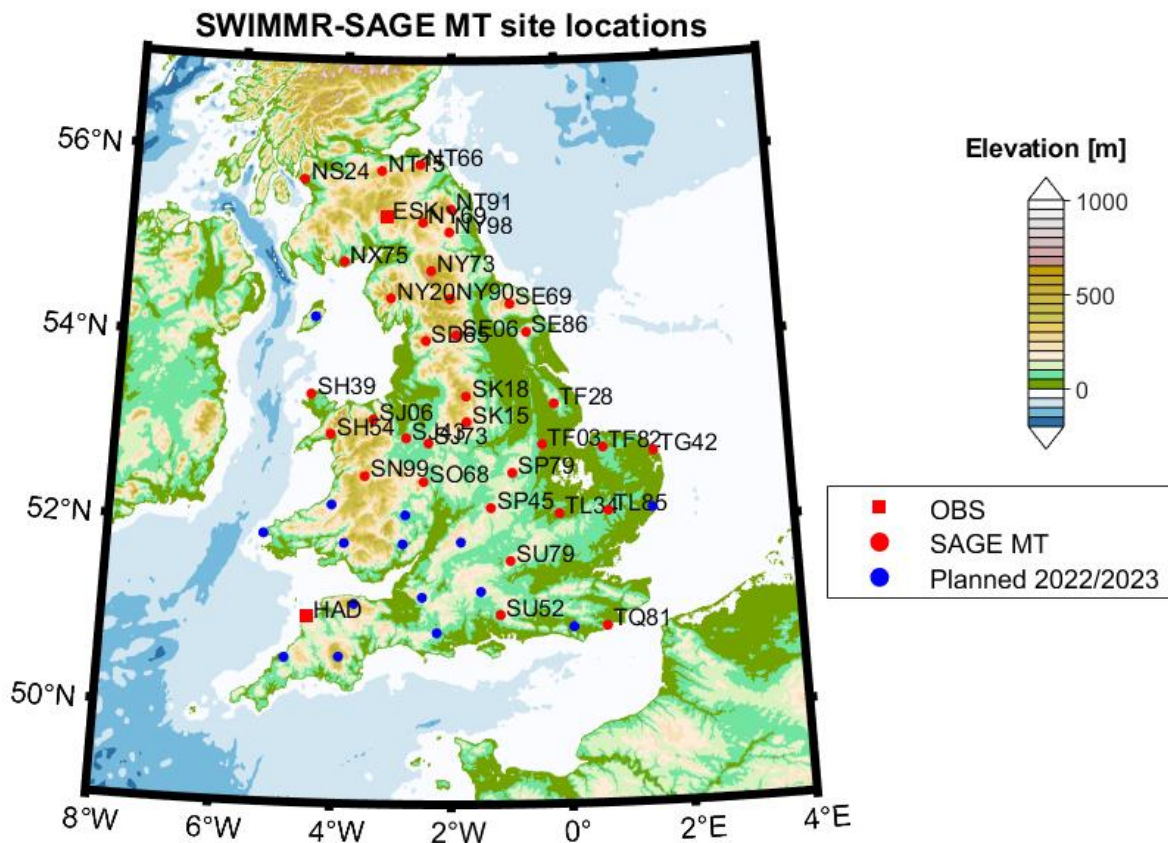 SWIMMR-SAGE MT site locations
56°N
54°N
52°N
50°N
8°W
6°W
4°W
2°W
0°
2°E
4°E
NS24
NT15
NT66
ESK
NT91
NY69
NY98
NX75
NY73
NY20
NY90
SE69
SD65
SE06
SE86
SH39
SK18
TF28
SJ06
SK15
SH54
SJ43
SJ73
TF03
TF82
TG42
SN99
SO68
SP79
SP45
TL34
TL85
SU79
HAD
SU52
TQ81
Elevation [m]
1000
500
0
OBS
SAGE MT
Planned 2022/2023